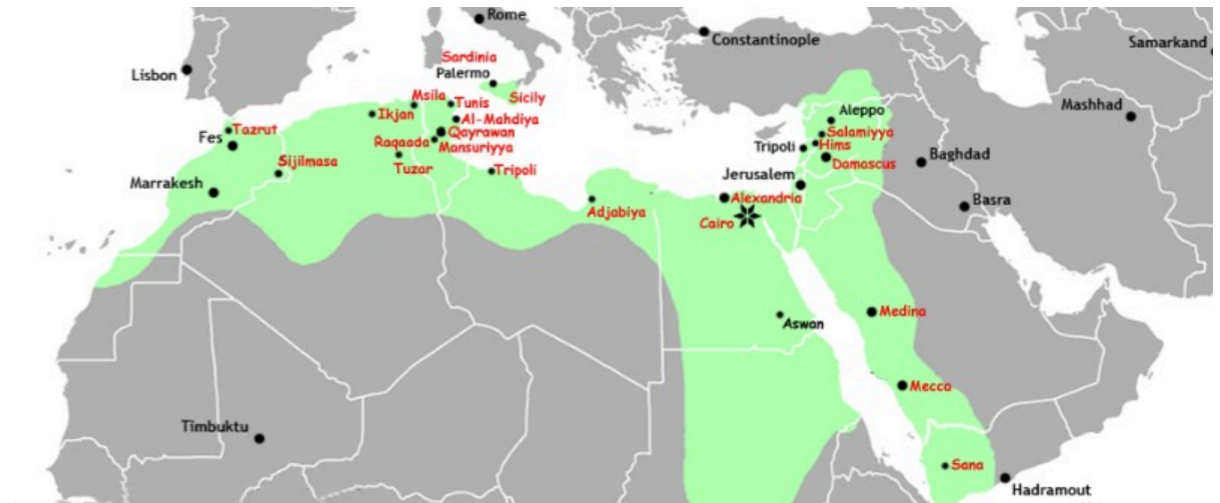 Rome
Constantinople
Samarkand
Lisbon
Sardinia
Palermo
Sicily
Mashhad
Msila
Tunis
Ikjan
Al-Mahdiya
Aleppo
Fes
Tazrut
Qayrawan
Salamiyya
Raqaada
Mansuriyya
Tripoli
Hims
Baghdad
Sijilmasa
Tuzar
Tripoli
Damascus
Jerusalem
Marrakesh
Alexandria
Basra
Adjabiya
Cairo
Medina
Aswan
Mecca
Timbuktu
Sana
Hadramout